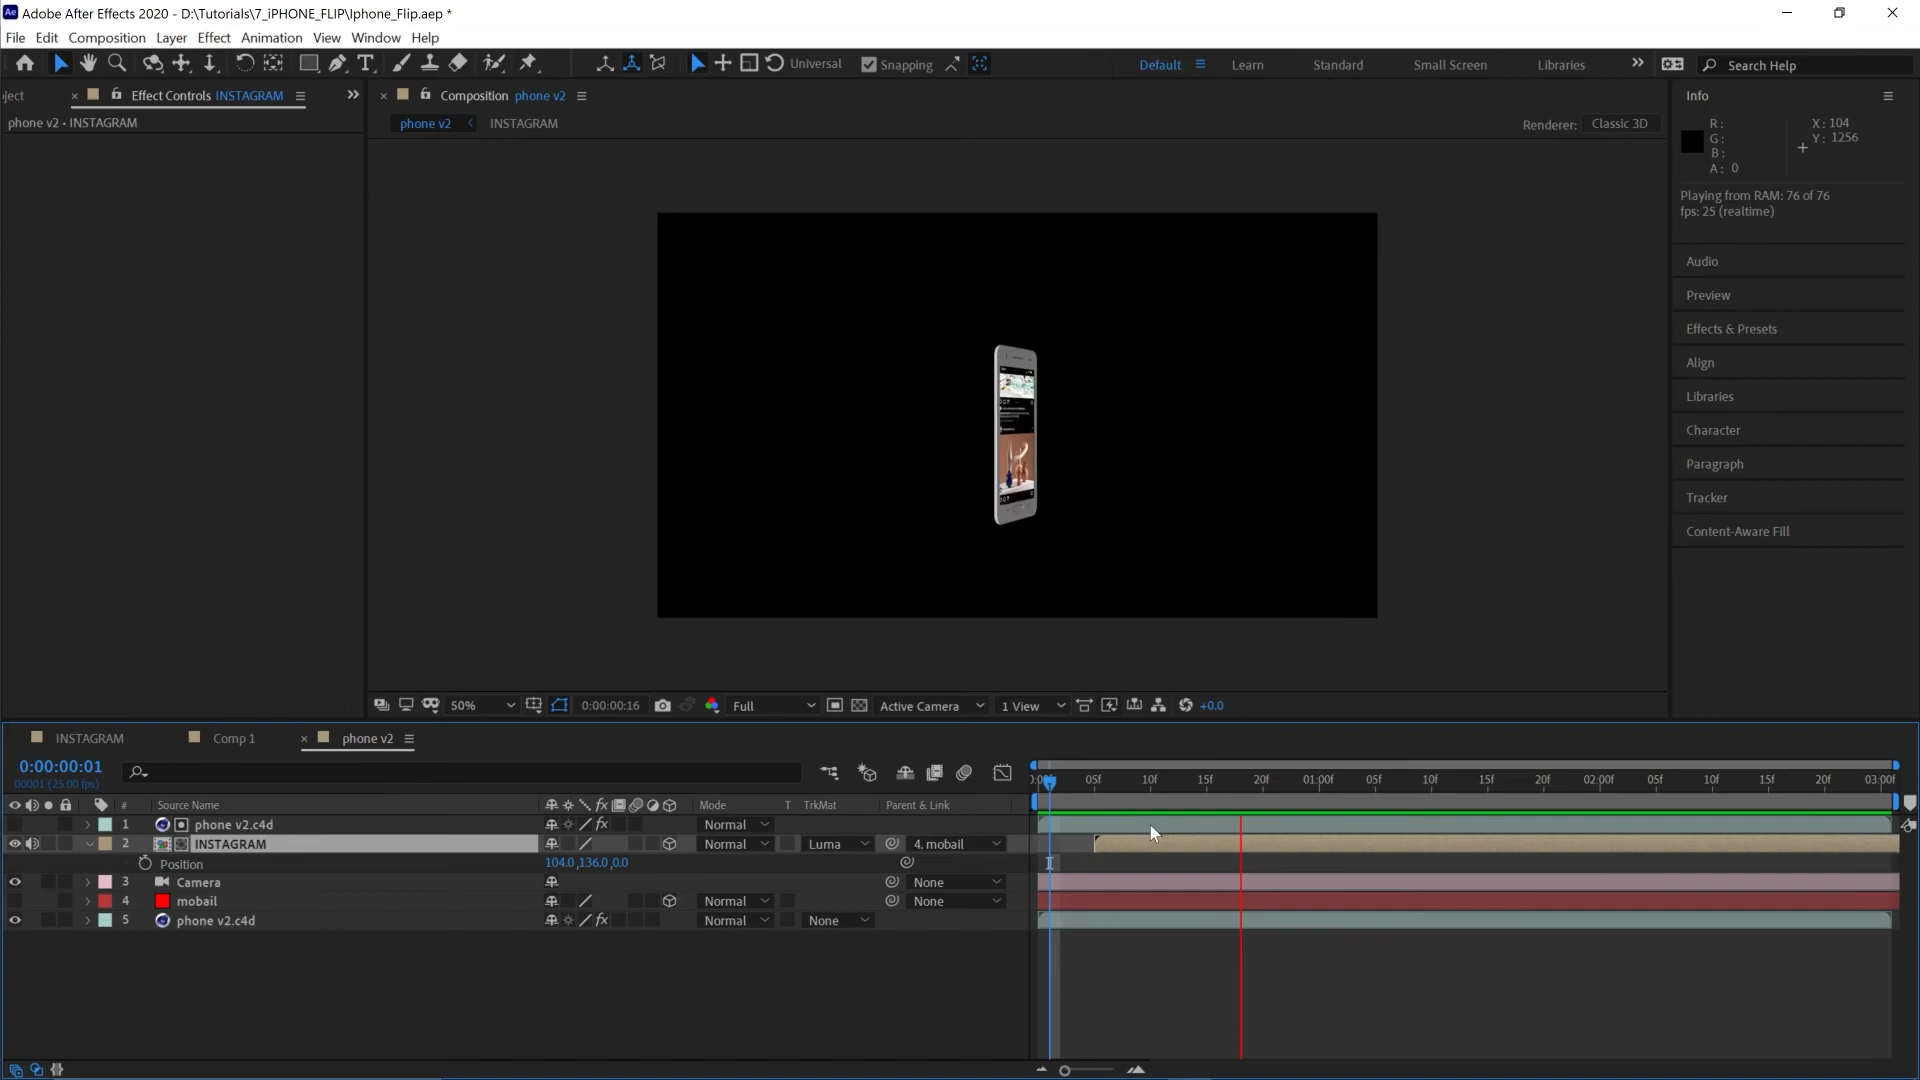 Adobe After Effects 2020 - D:\Tutorials\7_iPHONE_FLIP\Iphone_Flip.aep *
File Edit Composition Layer Effect Animation View Window Help
Universal Snapping Default Learn Standard Small Screen Libraries Search Help
ject Effect Controls INSTAGRAM
phone v2 • INSTAGRAM
Composition phone v2
phone v2 INSTAGRAM
Renderer: Classic 3D
Info
R: X: 104
G: Y: 1256
B:
A: 0
Playing from RAM: 76 of 76
fps: 25 (realtime)
Audio
Preview
Effects & Presets
Align
Libraries
Character
Paragraph
Tracker
Content-Aware Fill
50% 0:00:00:16 Full Active Camera 1 View +0.0
INSTAGRAM Comp 1 phone v2
0:00:00:01
00001 (25.00 fps)
# Source Name fx Mode T TrkMat Parent & Link
05f 10f 15f 20f 01:00f 05f 10f 15f 20f 02:00f 05f 10f 15f 20f 03:00f
1 phone v2.c4d fx Normal
2 INSTAGRAM Normal Luma 4. mobail
Position 104.0,136.0,0.0
3 Camera None
4 mobail Normal None
5 phone v2.c4d fx Normal None